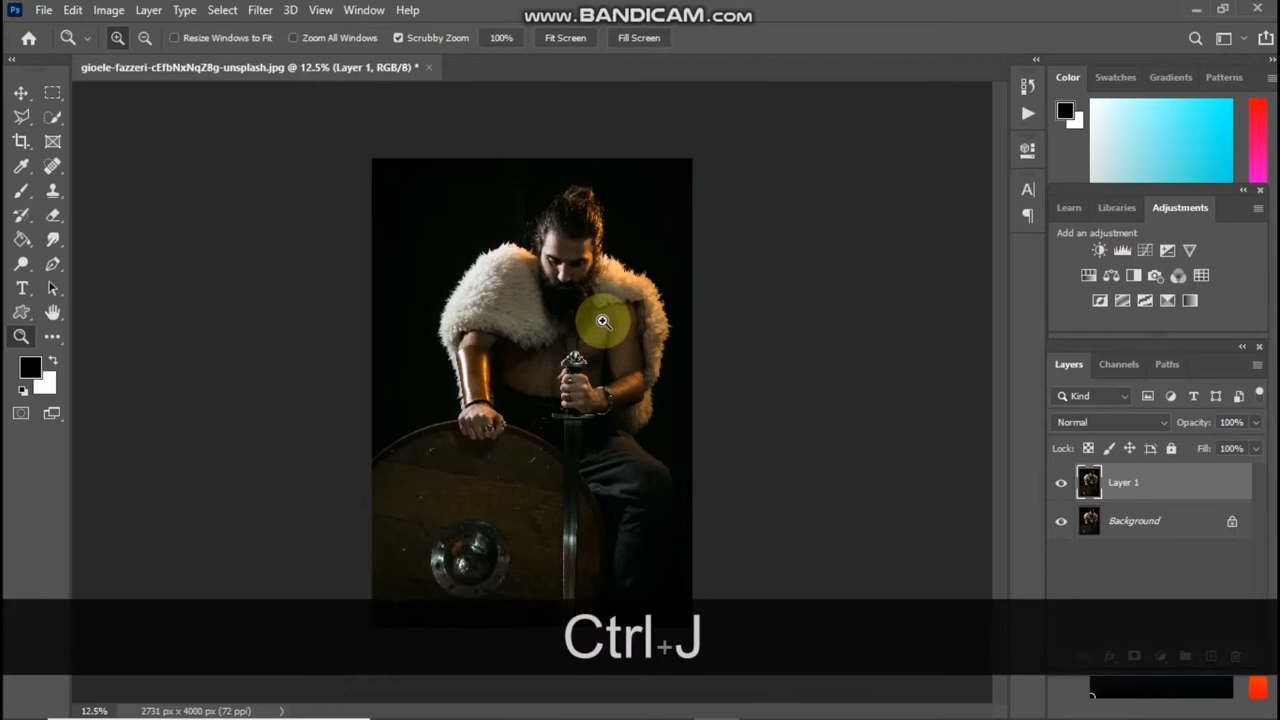 Ps File Edit Image Layer Type Select Filter 3D View Window Help
www.BANDICAM.com
Resize Windows to Fit Zoom All Windows Scrubby Zoom 100% Fit Screen Fill Screen
gioele-fazzeri-cEfbNxNqZ8g-unsplash.jpg @ 12.5% (Layer 1, RGB/8) *
Color Swatches Gradients Patterns
Learn Libraries Adjustments
Add an adjustment
Layers Channels Paths
Kind
Normal Opacity: 100%
Lock: Fill: 100%
Layer 1
Background
Ctrl+J
12.5% 2731 px x 4000 px (72 ppi)